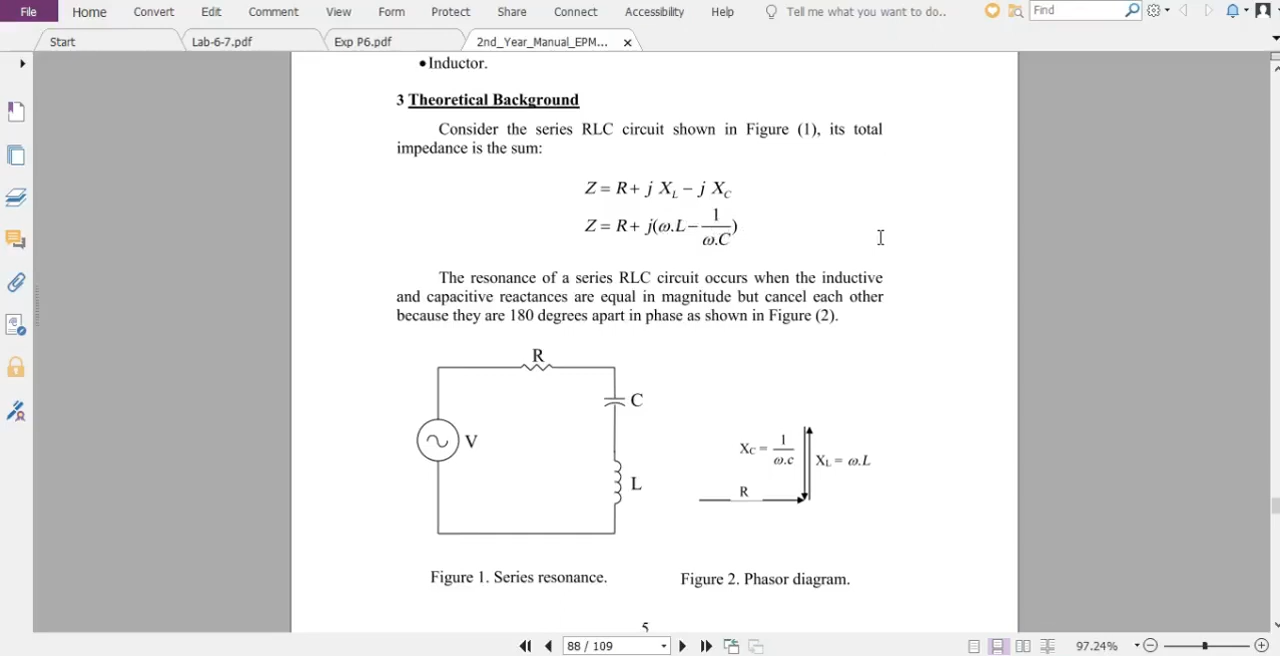 File Home Convert Edit Comment View Form Protect Share Connect Accessibility Help Tell me what you want to do.. Find
Start Lab-6-7.pdf Exp P6.pdf 2nd_Year_Manual_EPM...
• Inductor.
3 Theoretical Background
Consider the series RLC circuit shown in Figure (1), its total
impedance is the sum:
Z = R + j X_L − j X_C
Z = R + j(ω.L − 1/ω.C)
The resonance of a series RLC circuit occurs when the inductive
and capacitive reactances are equal in magnitude but cancel each other
because they are 180 degrees apart in phase as shown in Figure (2).
R
C
V
L
X_C = 1/ω.c
X_L = ω.L
R
Figure 1. Series resonance.
Figure 2. Phasor diagram.
5
88 / 109
97.24%